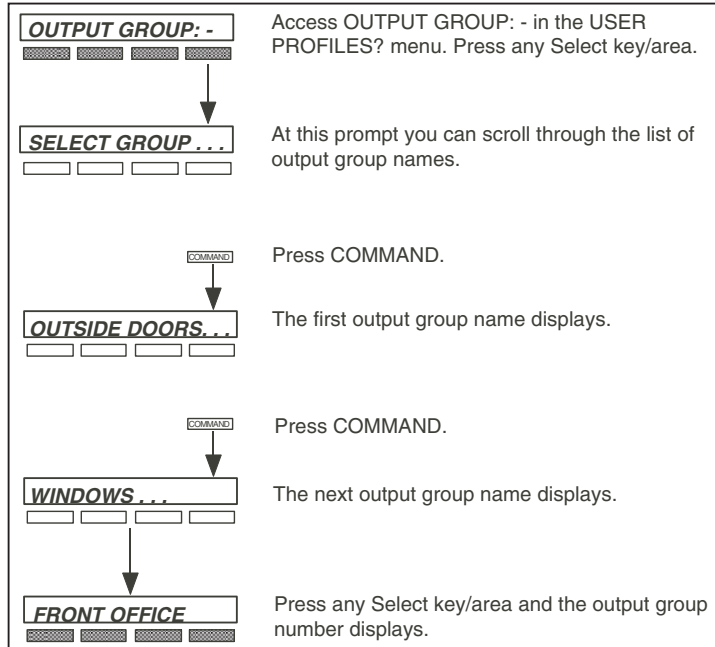 OUTPUT GROUP: -
Access OUTPUT GROUP: - in the USER
PROFILES? menu. Press any Select key/area.
SELECT GROUP . . .
At this prompt you can scroll through the list of
output group names.
COMMAND
Press COMMAND.
OUTSIDE DOORS. . .
The first output group name displays.
COMMAND
Press COMMAND.
WINDOWS . . .
The next output group name displays.
FRONT OFFICE
Press any Select key/area and the output group
number displays.